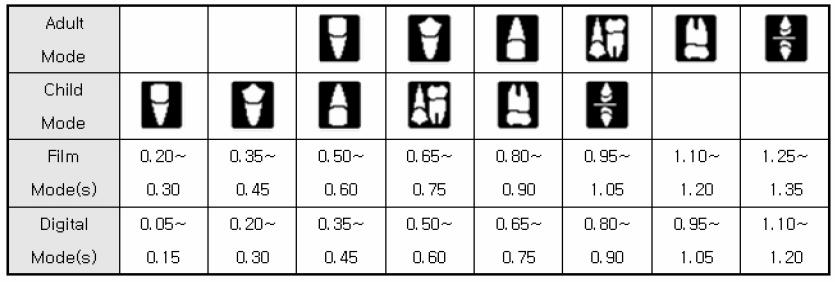 Adult
Mode
Child
Mode
Film 0.20~ 0.35~ 0.50~ 0.65~ 0.80~ 0.95~ 1.10~ 1.25~
Mode(s) 0.30 0.45 0.60 0.75 0.90 1.05 1.20 1.35
Digital 0.05~ 0.20~ 0.35~ 0.50~ 0.65~ 0.80~ 0.95~ 1.10~
Mode(s) 0.15 0.30 0.45 0.60 0.75 0.90 1.05 1.20